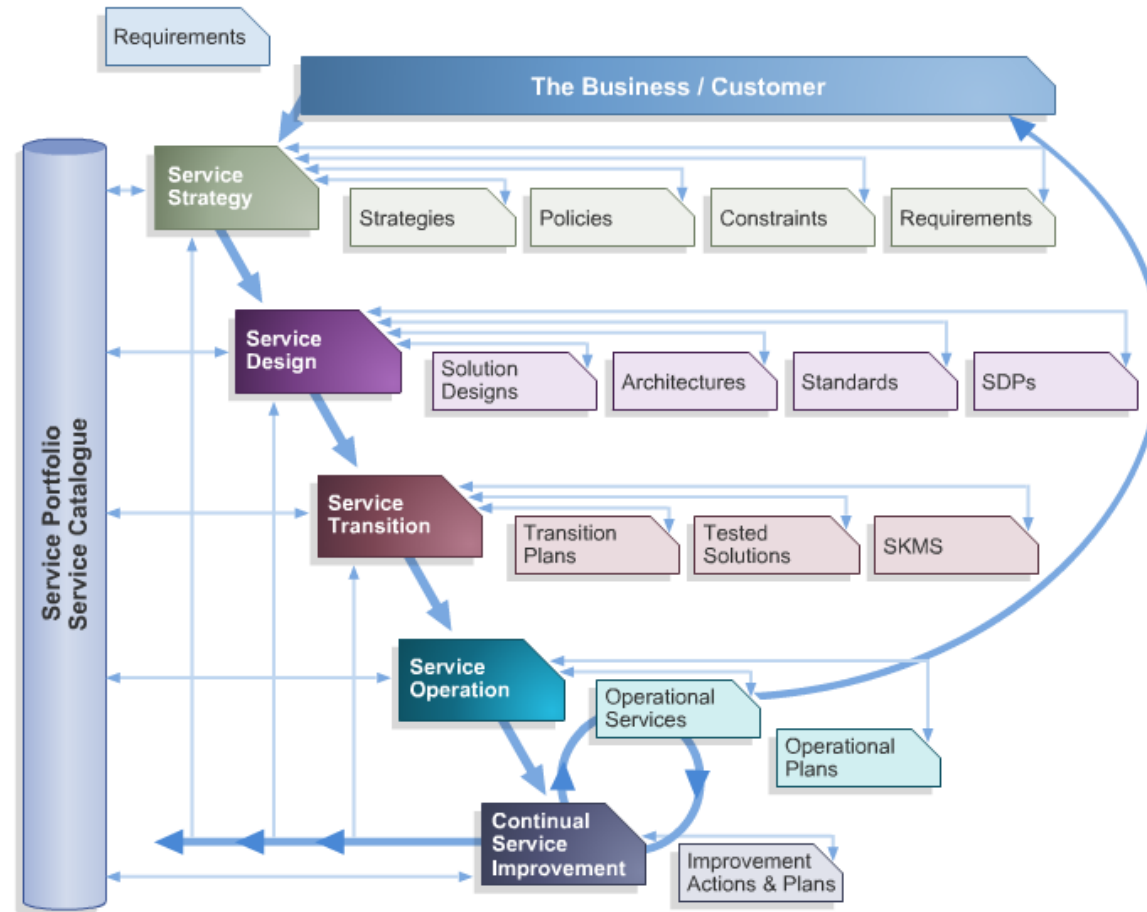 Requirements
The Business / Customer
Service
Strategy
Strategies
Policies
Constraints
Requirements
Service
Design
Solution
Designs
Architectures
Standards
SDPs
Service Portfolio
Service Catalogue
Service
Transition
Transition
Plans
Tested
Solutions
SKMS
Service
Operation
Operational
Services
Operational
Plans
Continual
Service
Improvement
Improvement
Actions & Plans